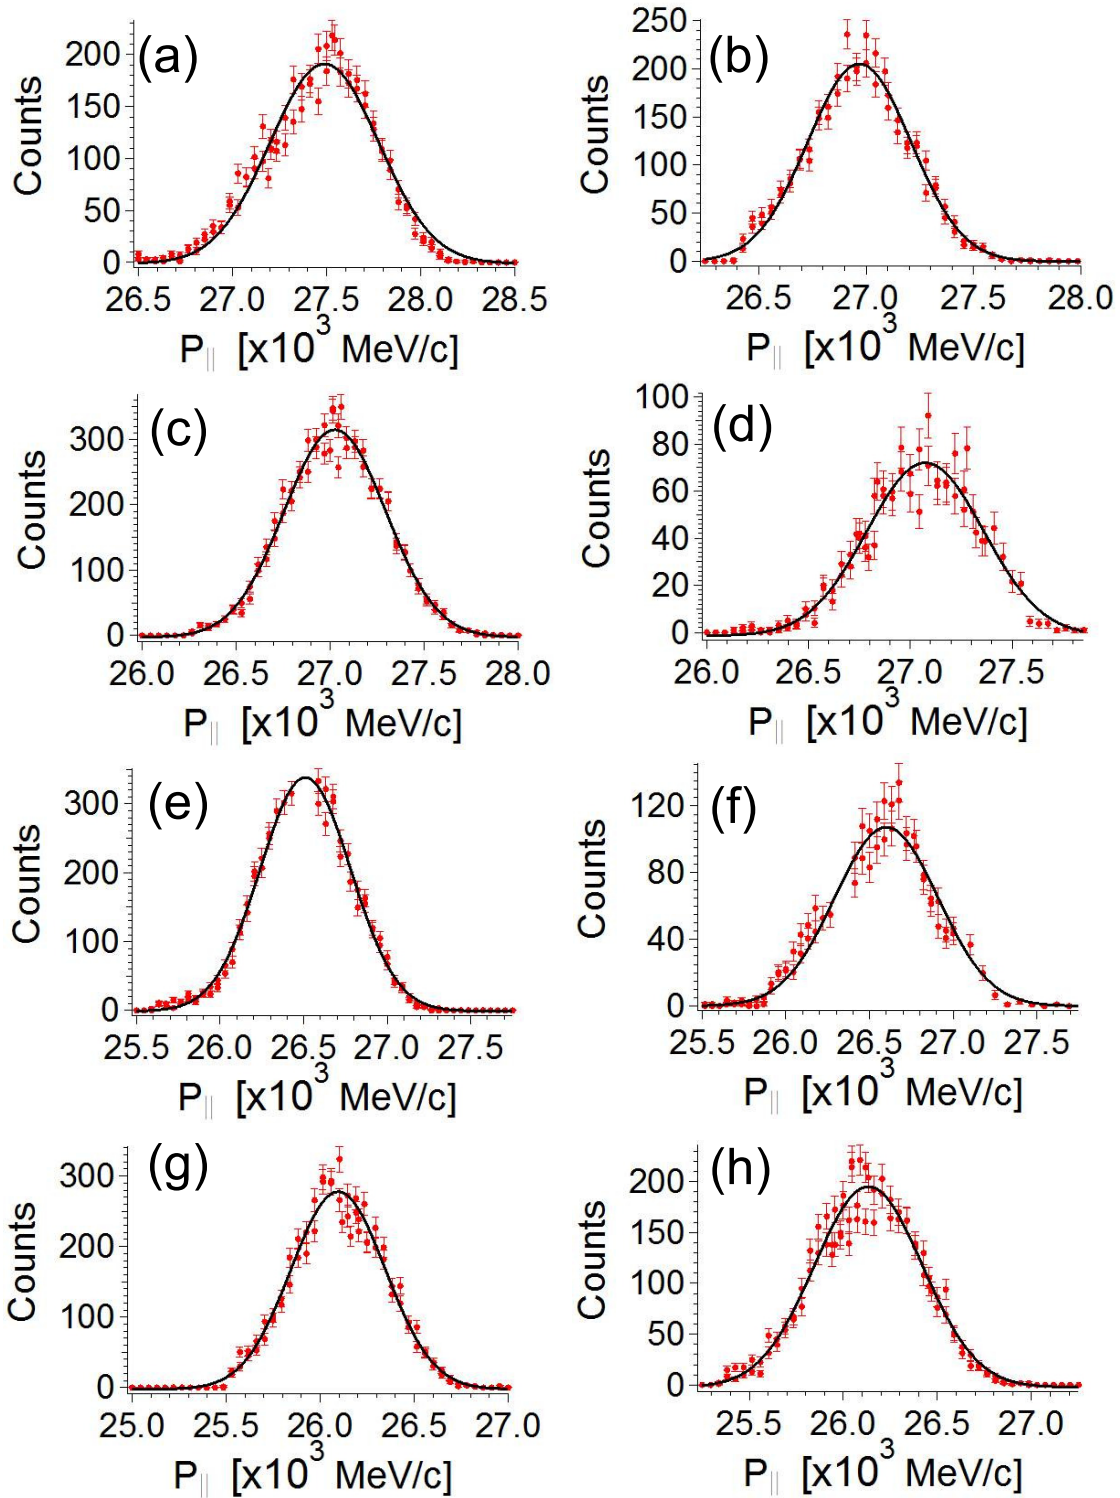 (a)
Counts
200
150
100
50
0
26.5 27.0 27.5 28.0 28.5
P|| [x10³ MeV/c]
(b)
Counts
250
200
150
100
50
0
26.5 27.0 27.5 28.0
P|| [x10³ MeV/c]
(c)
Counts
300
200
100
0
26.0 26.5 27.0 27.5 28.0
P|| [x10³ MeV/c]
(d)
Counts
100
80
60
40
20
0
26.0 26.5 27.0 27.5
P|| [x10³ MeV/c]
(e)
Counts
300
200
100
0
25.5 26.0 26.5 27.0 27.5
P|| [x10³ MeV/c]
(f)
Counts
120
80
40
0
25.5 26.0 26.5 27.0 27.5
P|| [x10³ MeV/c]
(g)
Counts
300
200
100
0
25.0 25.5 26.0 26.5 27.0
P|| [x10³ MeV/c]
(h)
Counts
200
150
100
50
0
25.5 26.0 26.5 27.0
P|| [x10³ MeV/c]